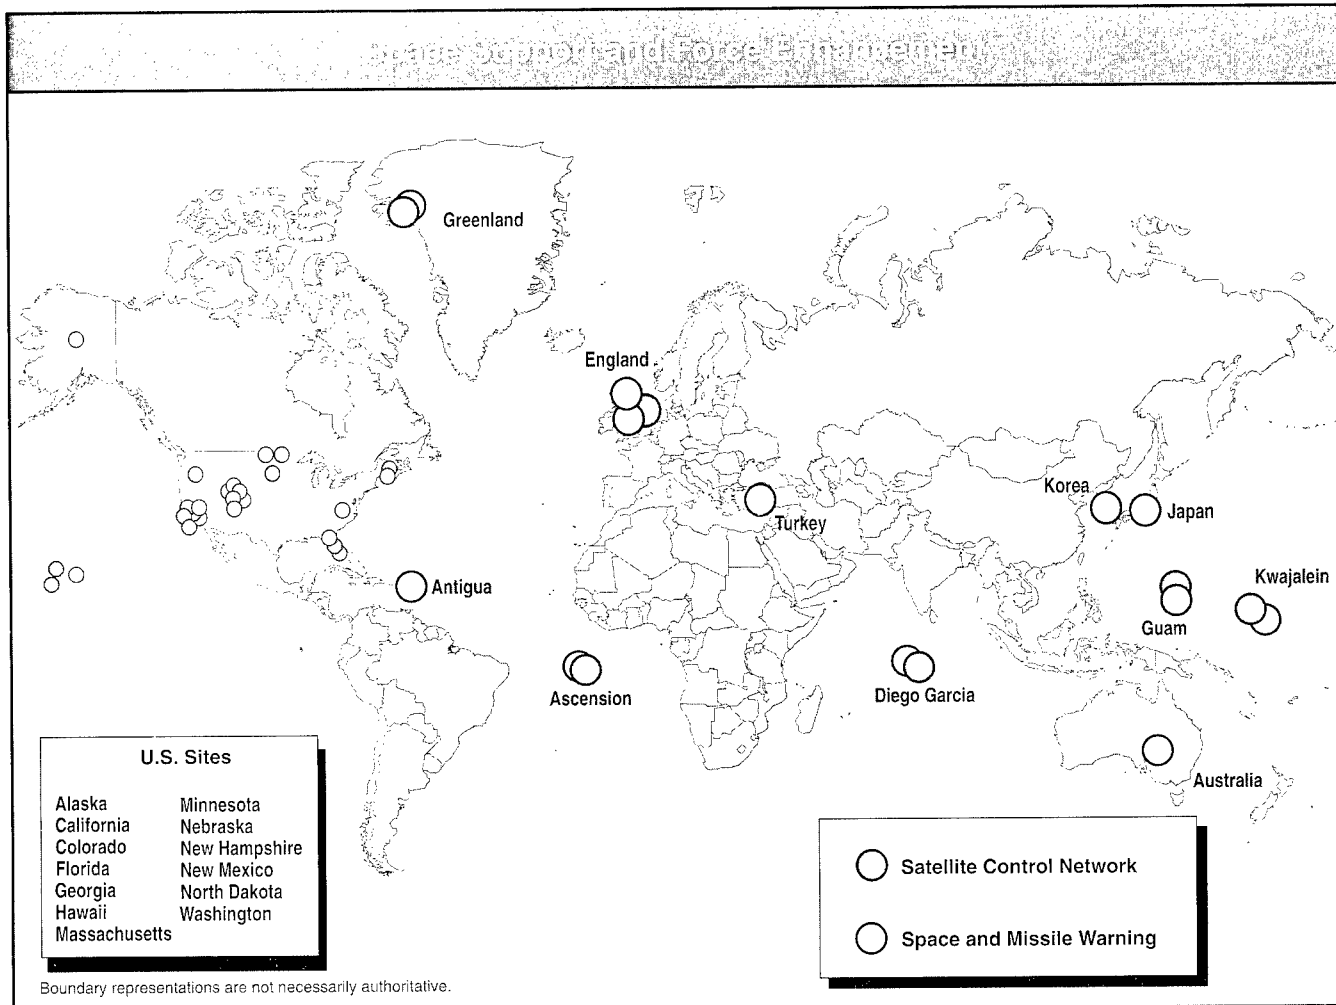 Space Support and Force Enhancement
Greenland
England
Korea
Japan
Turkey
Antigua
Kwajalein
Guam
Ascension
Diego Garcia
Australia
U.S. Sites
Alaska Minnesota
California Nebraska
Colorado New Hampshire
Florida New Mexico
Georgia North Dakota
Hawaii Washington
Massachusetts
Satellite Control Network
Space and Missile Warning
Boundary representations are not necessarily authoritative.